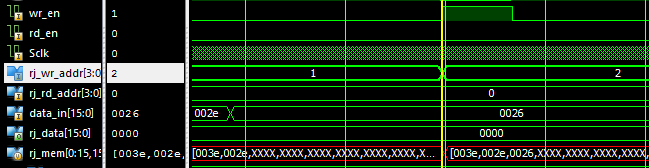 wr_en 1
rd_en 0
Sclk 0
rj_wr_addr[3:0 2 1 2
rj_rd_addr[3:0] 0 0
data_in[15:0] 0026 002e 0026
rj_data[15:0] 0000 0000
rj_mem[0:15,15 [003e,002e, [003e,002e,XXXX,XXXX,XXXX,XXXX,XXXX,XXXX,X... [003e,002e,0026,XXXX,XXXX,XXXX,XXXX,